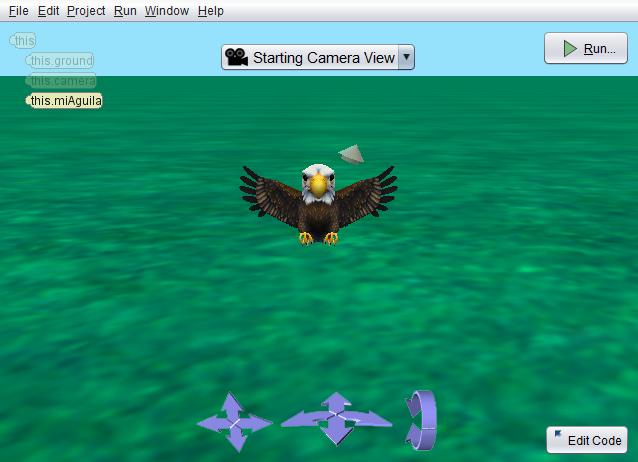 File Edit Project Run Window Help
this
this.ground
this.camera
this.miAguila
Starting Camera View
Run...
Edit Code